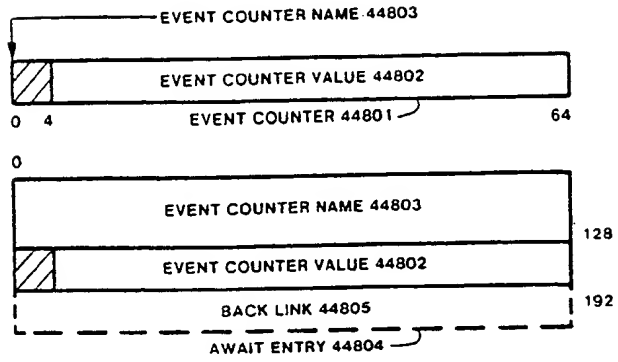 EVENT COUNTER NAME 44803
EVENT COUNTER VALUE 44802
0 4 EVENT COUNTER 44801 64
0
EVENT COUNTER NAME 44803
128
EVENT COUNTER VALUE 44802
192
BACK LINK 44805
AWAIT ENTRY 44804